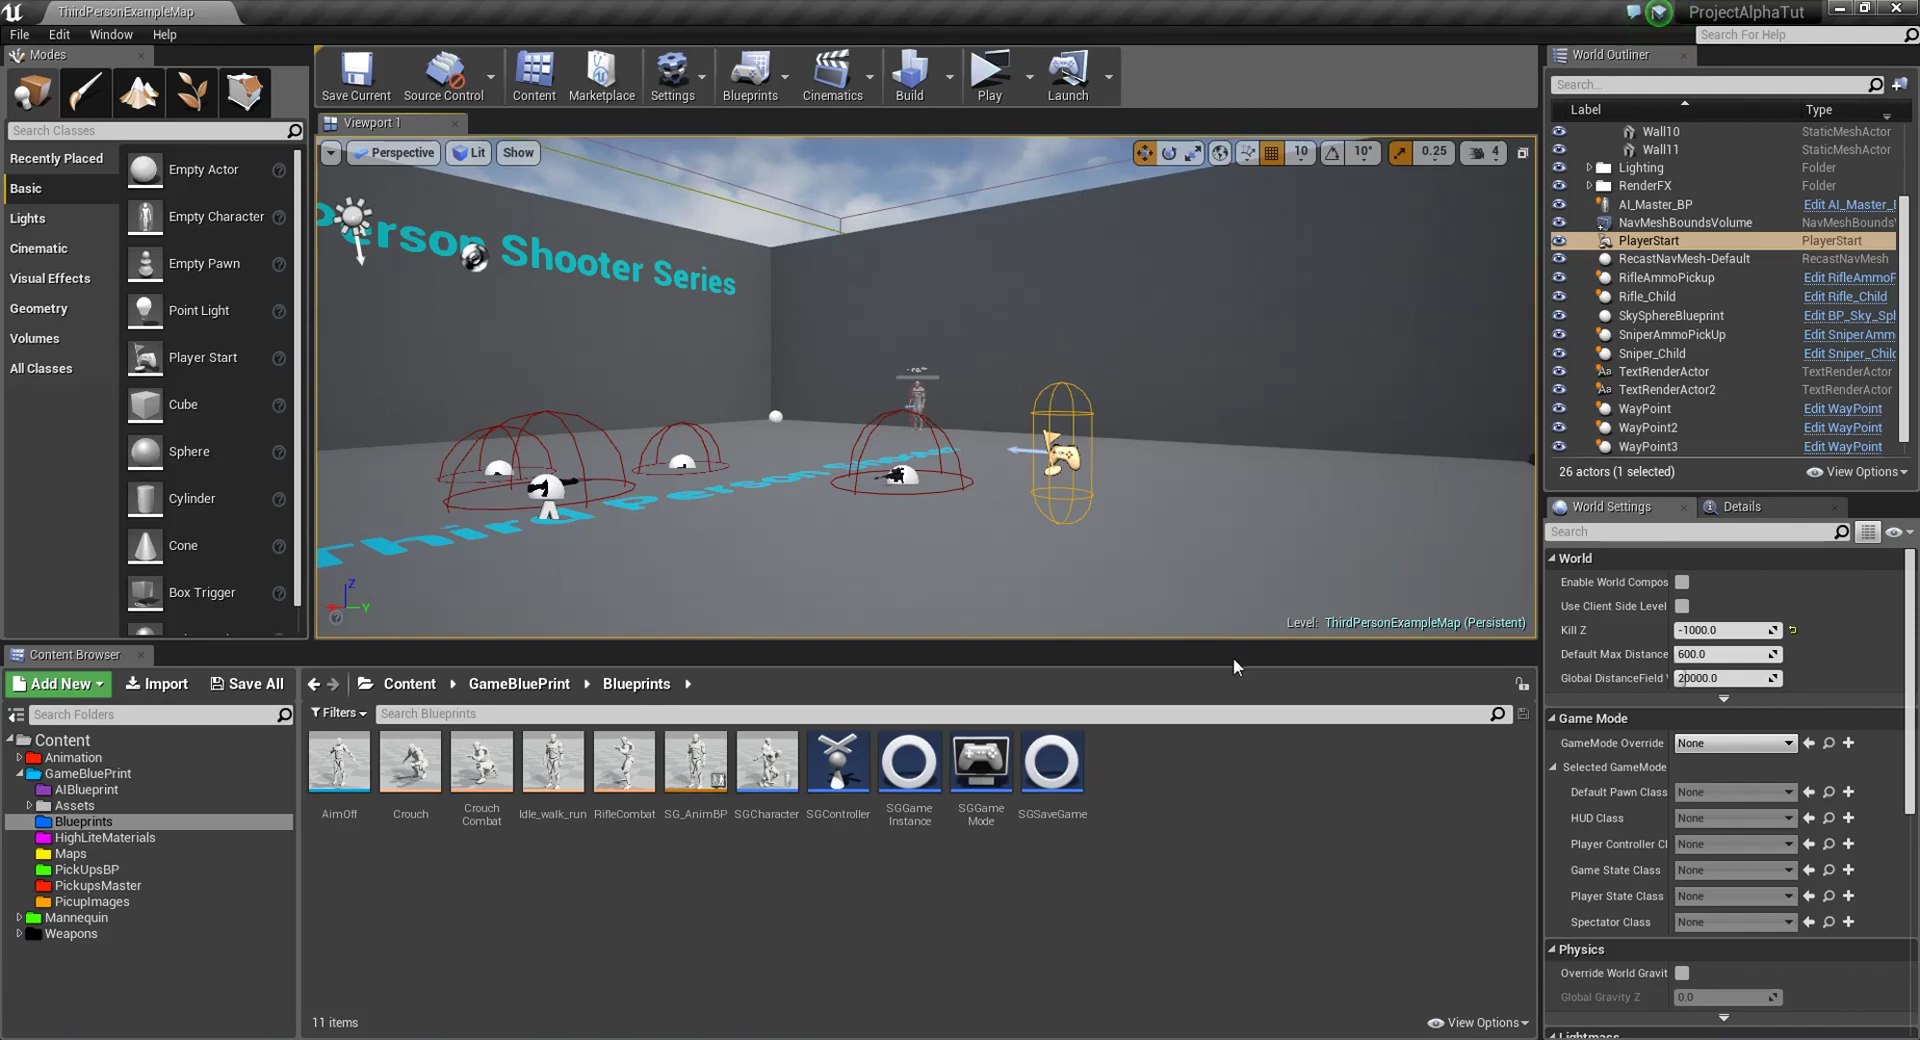 ThirdPersonExampleMap
ProjectAlphaTut
File Edit Window Help
Search For Help
Modes
Search Classes
Recently Placed
Basic
Lights
Cinematic
Visual Effects
Geometry
Volumes
All Classes
Empty Actor
Empty Character
Empty Pawn
Point Light
Player Start
Cube
Sphere
Cylinder
Cone
Box Trigger
Save Current
Source Control
Content
Marketplace
Settings
Blueprints
Cinematics
Build
Play
Launch
Viewport 1
Perspective Lit Show
10 10° 0.25 4
Person Shooter Series
Third Person
Level: ThirdPersonExampleMap (Persistent)
Z
Y
World Outliner
Search...
Label Type
Wall10 StaticMeshActor
Wall11 StaticMeshActor
Lighting Folder
RenderFX Folder
AI_Master_BP Edit AI_Master_
NavMeshBoundsVolume NavMeshBounds
PlayerStart PlayerStart
RecastNavMesh-Default RecastNavMesh
RifleAmmoPickup Edit RifleAmmo
Rifle_Child Edit Rifle_Child
SkySphereBlueprint Edit BP_Sky_Sp
SniperAmmoPickUp Edit SniperAmm
Sniper_Child Edit Sniper_Child
TextRenderActor TextRenderActor
TextRenderActor2 TextRenderActor
WayPoint Edit WayPoint
WayPoint2 Edit WayPoint
WayPoint3 Edit WayPoint
26 actors (1 selected) View Options
World Settings Details
Search
World
Enable World Compos
Use Client Side Level
Kill Z -1000.0
Default Max Distance 600.0
Global DistanceField 20000.0
Game Mode
GameMode Override None
Selected GameMode
Default Pawn Class None
HUD Class None
Player Controller Cl None
Game State Class None
Player State Class None
Spectator Class None
Physics
Override World Gravit
Global Gravity Z 0.0
Lightmass
Content Browser
Add New Import Save All
Content GameBluePrint Blueprints
Search Folders
Filters
Search Blueprints
Content
Animation
GameBluePrint
AIBlueprint
Assets
Blueprints
HighLiteMaterials
Maps
PickUpsBP
PickupsMaster
PicupImages
Mannequin
Weapons
AimOff
Crouch
Crouch Combat
Idle_walk_run
RifleCombat
SG_AnimBP
SGCharacter
SGController
SGGame Instance
SGGame Mode
SGSaveGame
11 items
View Options